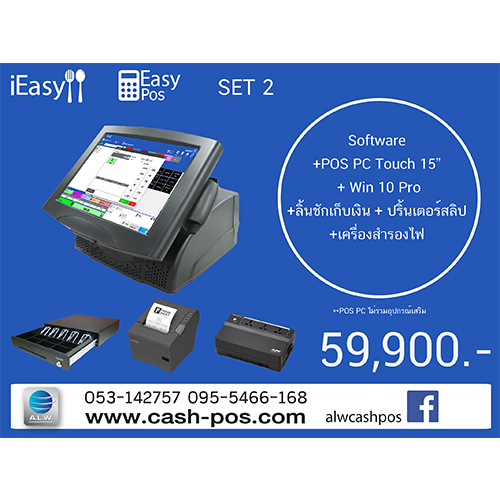 iEasy
Easy
Pos
SET 2
Software
+POS PC Touch 15”
+ Win 10 Pro
+ลิ้นชักเก็บเงิน + ปริ้นเตอร์สลิป
+เครื่องสำรองไฟ
**POS PC ไม่รวมอุปกรณ์เสริม
59,900.-
ALW
053-142757 095-5466-168
www.cash-pos.com
alwcashpos